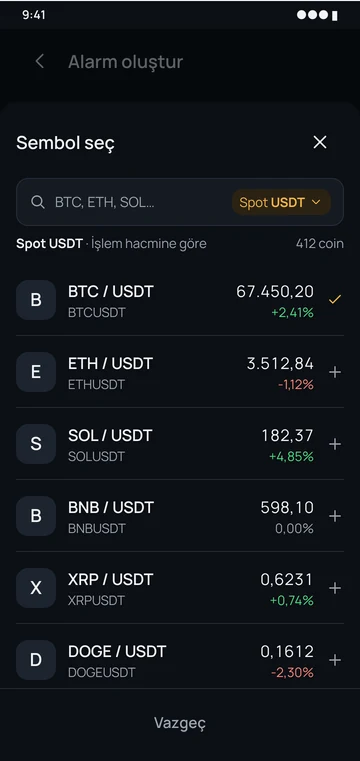 9:41
Alarm oluştur
Sembol seç
BTC, ETH, SOL... Spot USDT
Spot USDT · İşlem hacmine göre 412 coin
B BTC / USDT 67.450,20
BTCUSDT +2,41%
E ETH / USDT 3.512,84
ETHUSDT -1,12%
S SOL / USDT 182,37
SOLUSDT +4,85%
B BNB / USDT 598,10
BNBUSDT 0,00%
X XRP / USDT 0,6231
XRPUSDT +0,74%
D DOGE / USDT 0,1612
DOGEUSDT -2,30%
Vazgeç